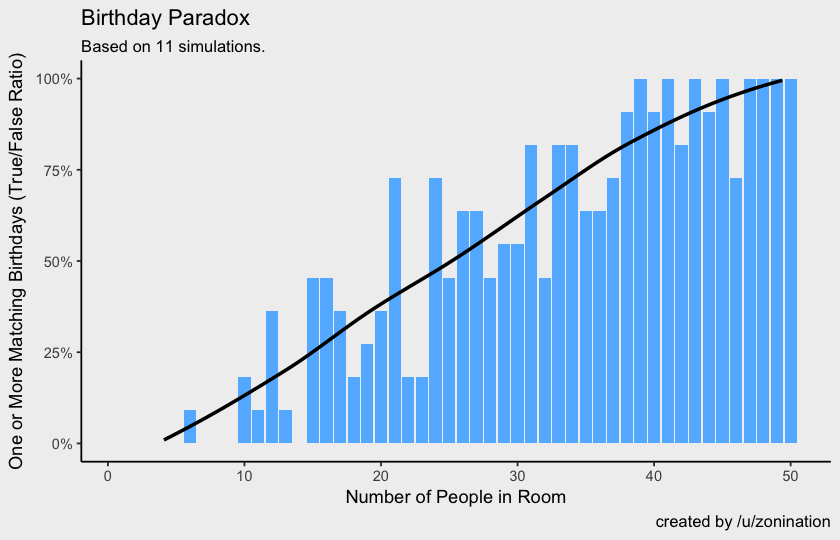 Birthday Paradox
Based on 11 simulations.
One or More Matching Birthdays (True/False Ratio)
100%
75%
50%
25%
0%
0
10
20
30
40
50
Number of People in Room
created by /u/zonination